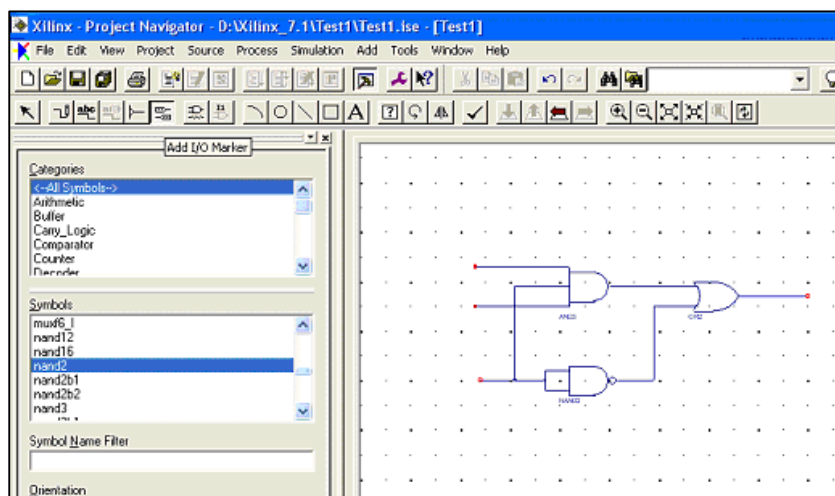 Xilinx - Project Navigator - D:\Xilinx_7.1\Test1\Test1.ise - [Test1]
File Edit View Project Source Process Simulation Add Tools Window Help
abc
A
Add I/O Marker
Categories
<--All Symbols-->
Arithmetic
Buffer
Carry_Logic
Comparator
Counter
Decoder
Symbols
muxf6_l
nand12
nand16
nand2
nand2b1
nand2b2
nand3
Symbol Name Filter
Orientation
AND3
OR2
NAND2